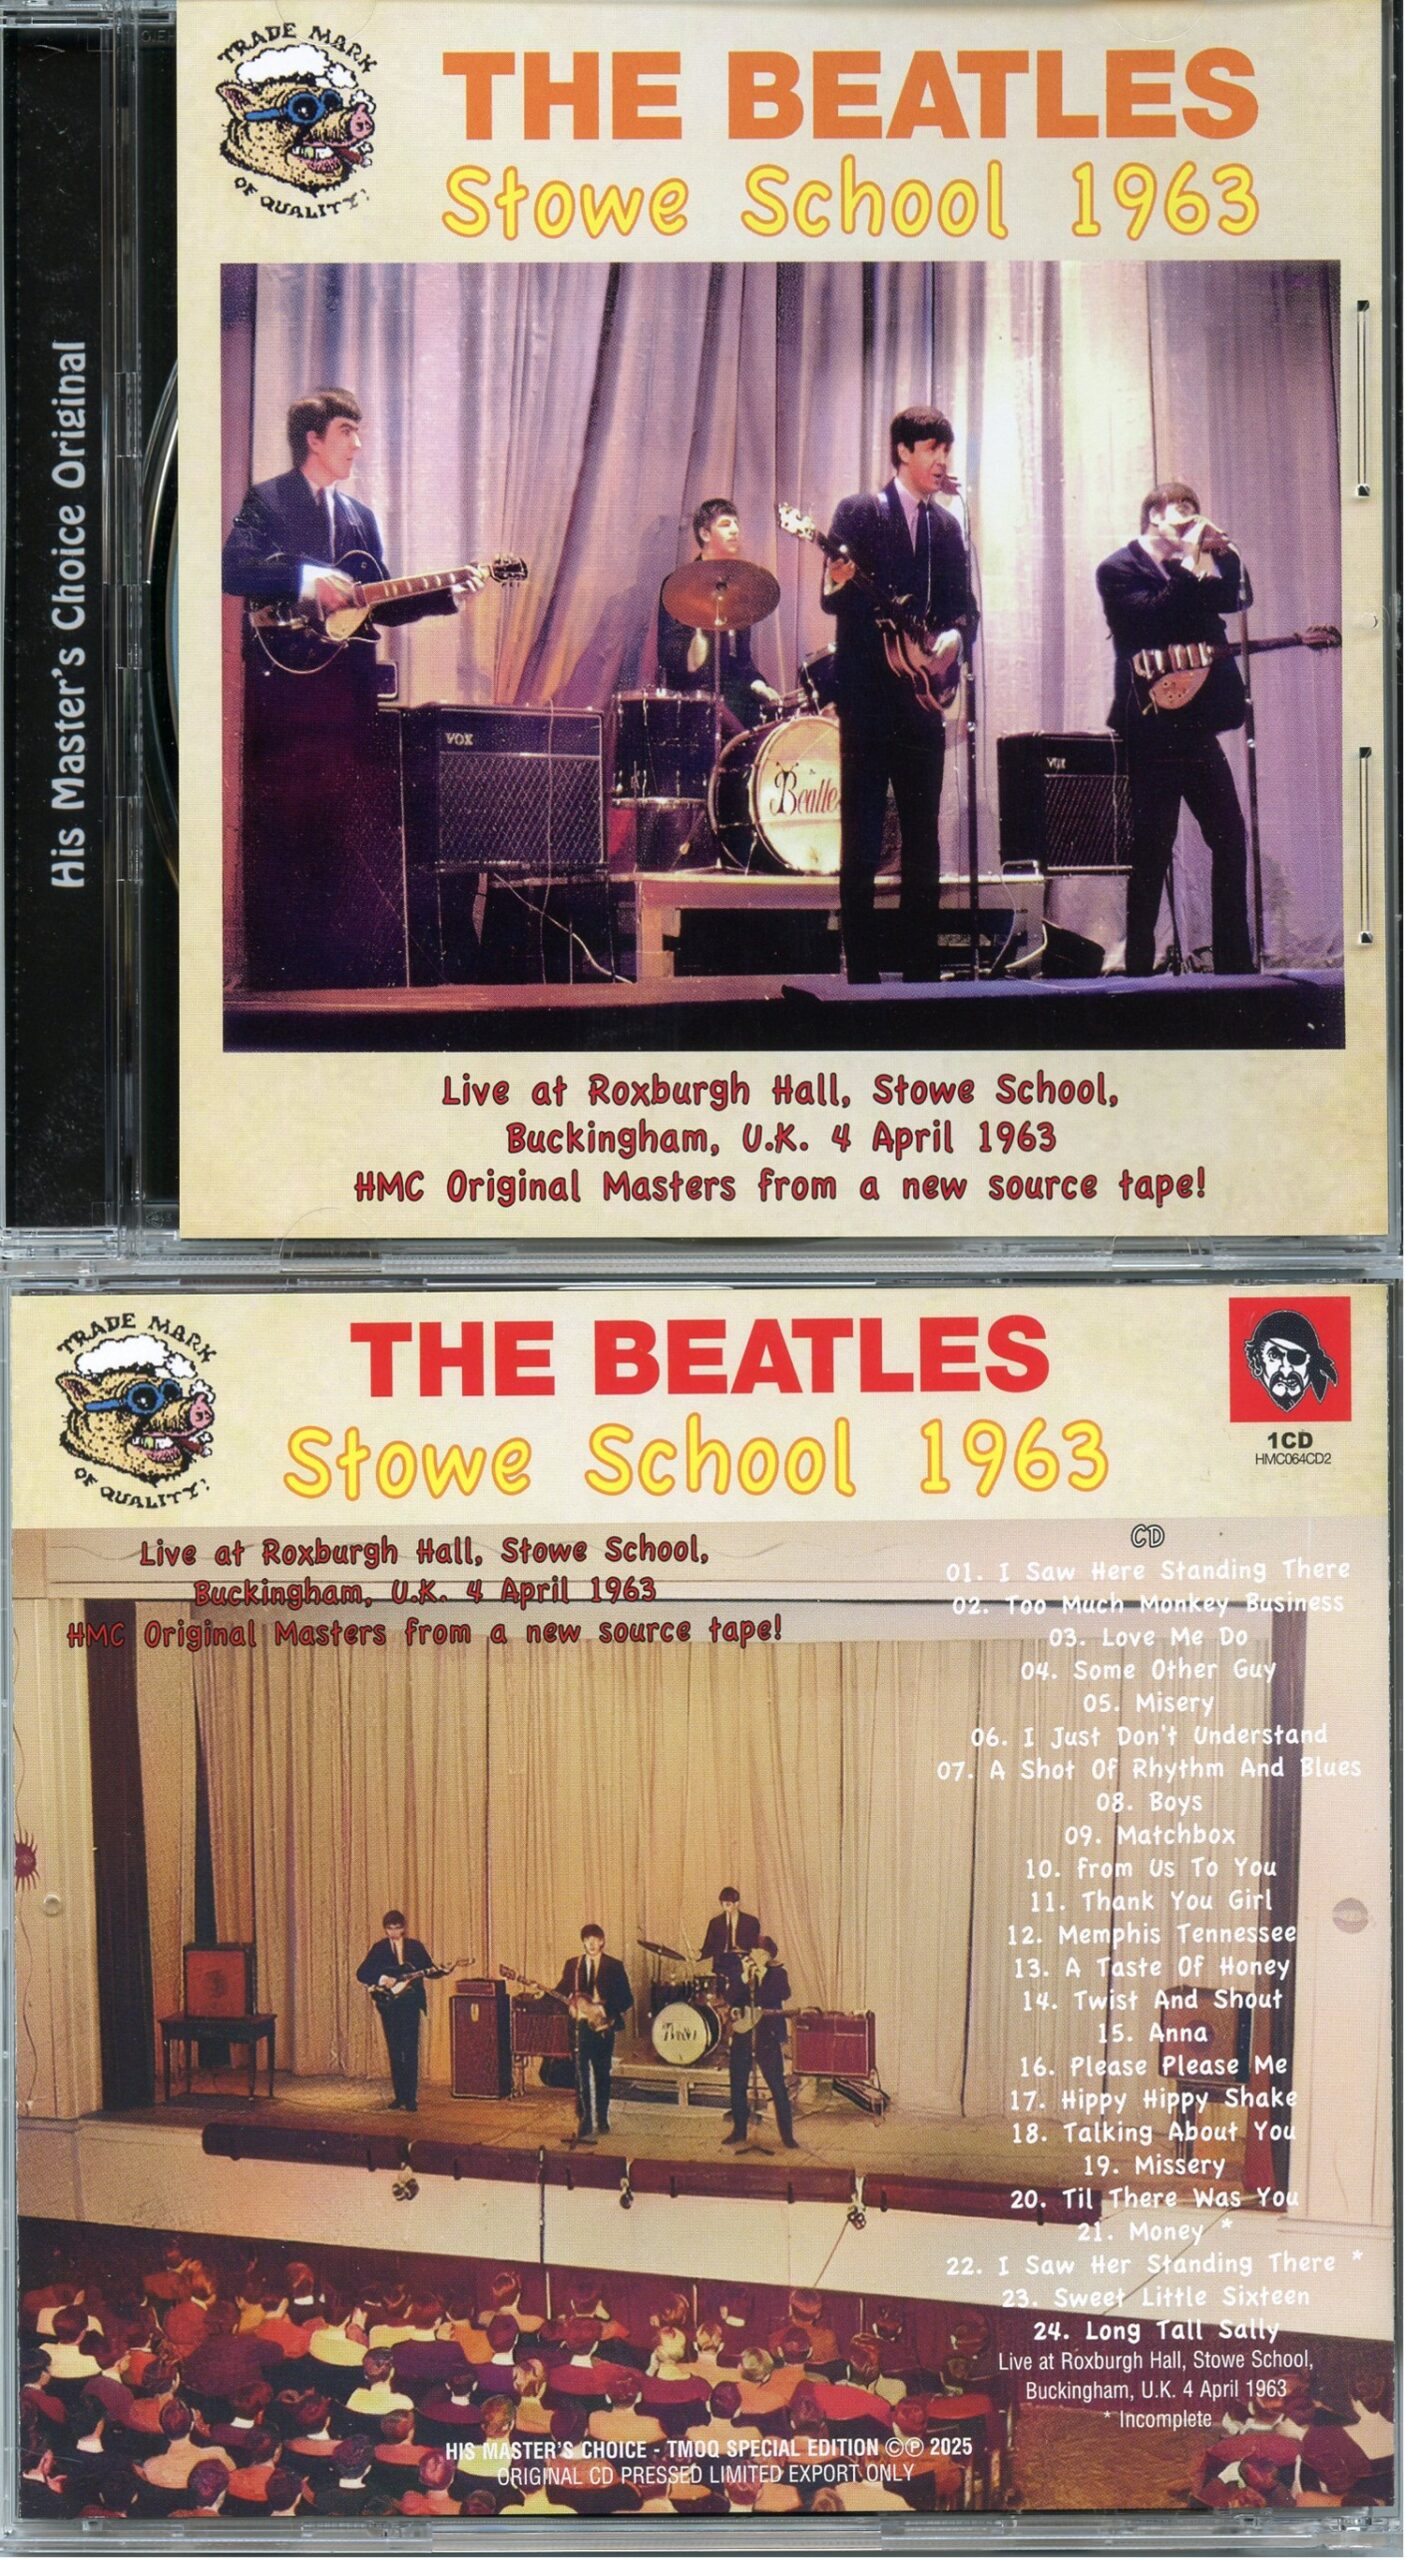 TRADE MARK
OF QUALITY!
THE BEATLES
Stowe School 1963
His Master's Choice Original
VOX
VOX
The
Beatles
Live at Roxburgh Hall, Stowe School,
Buckingham, U.K. 4 April 1963
HMC Original Masters from a new source tape!
TRADE MARK
OF QUALITY!
THE BEATLES
Stowe School 1963
1CD
HMC064CD2
Live at Roxburgh Hall, Stowe School,
Buckingham, U.K. 4 April 1963
HMC Original Masters from a new source tape!
CD
01. I Saw Here Standing There
02. Too Much Monkey Business
03. Love Me Do
04. Some Other Guy
05. Misery
06. I Just Don't Understand
07. A Shot Of Rhythm And Blues
08. Boys
09. Matchbox
10. From Us To You
11. Thank You Girl
12. Memphis Tennessee
13. A Taste Of Honey
14. Twist And Shout
15. Anna
16. Please Please Me
17. Hippy Hippy Shake
18. Talking About You
19. Missery
20. Til There Was You
21. Money *
22. I Saw Her Standing There *
23. Sweet Little Sixteen
24. Long Tall Sally
Live at Roxburgh Hall, Stowe School,
Buckingham, U.K. 4 April 1963
* Incomplete
HIS MASTER'S CHOICE - TMOQ SPECIAL EDITION ©℗ 2025
ORIGINAL CD PRESSED LIMITED EXPORT ONLY